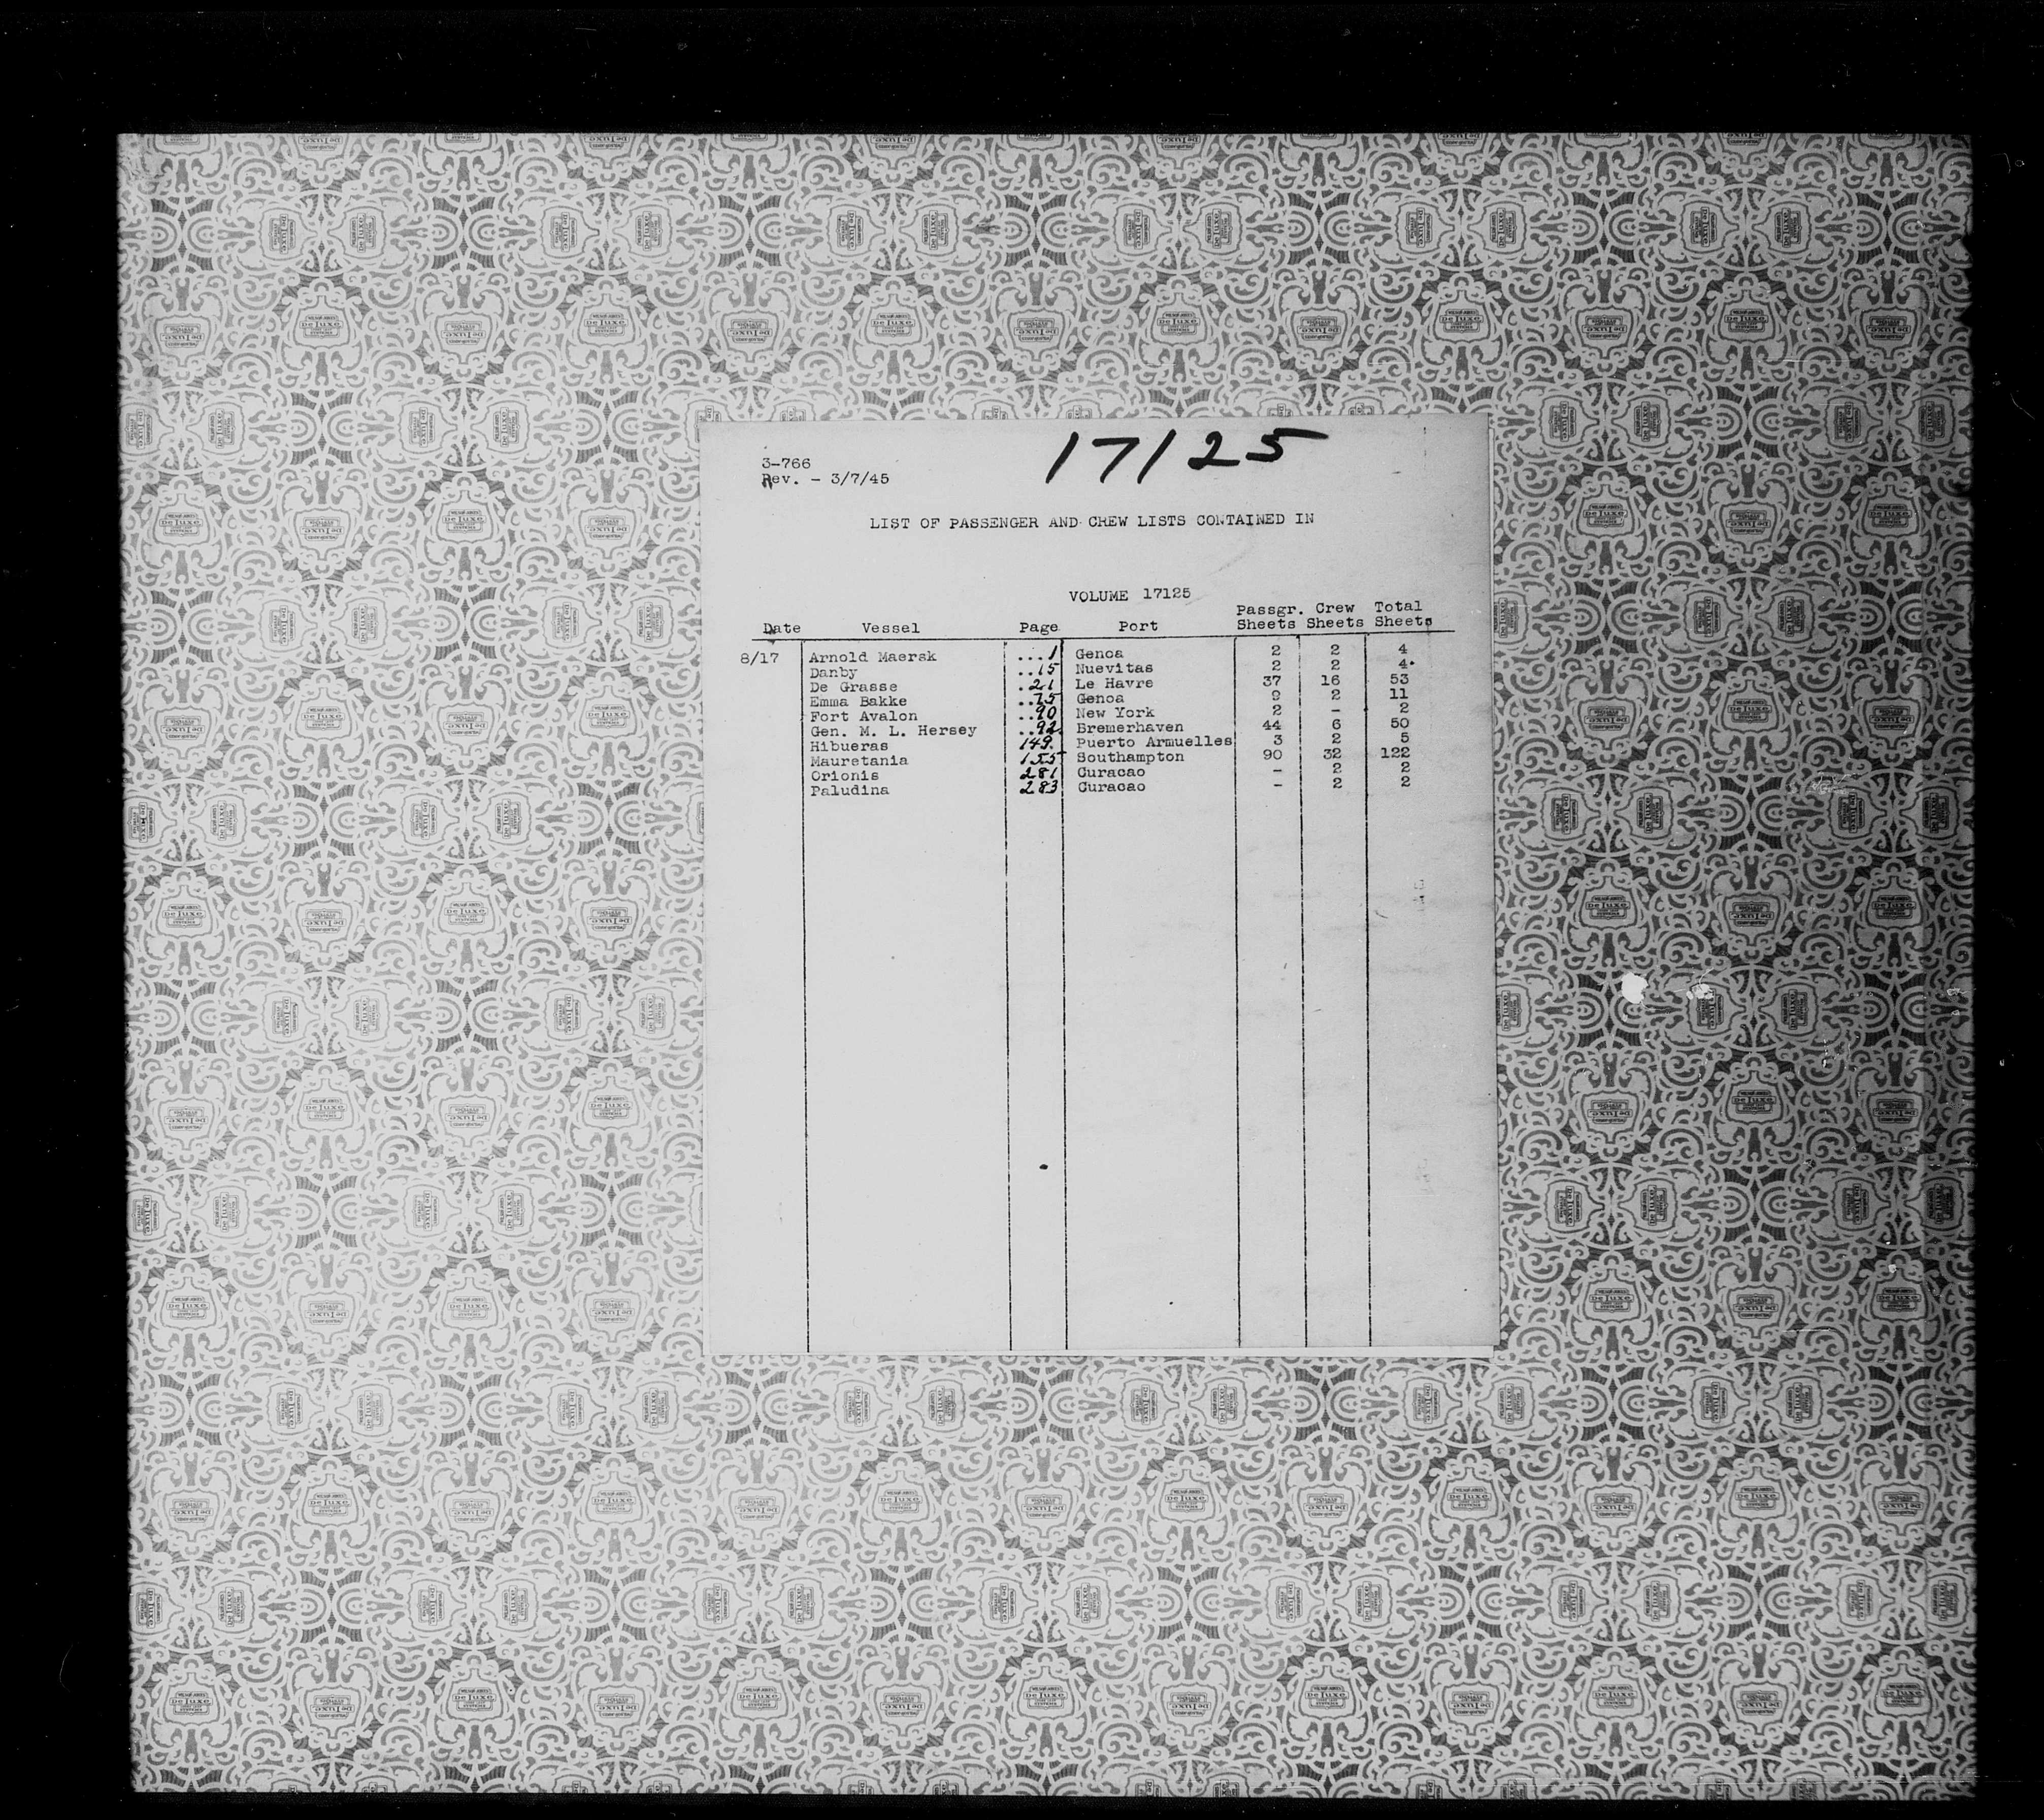 17125
3-766
Rev. - 3/7/45
LIST OF PASSENGER AND CREW LISTS CONTAINED IN
VOLUME 17125
Date Vessel Page Port Passgr. Sheets Crew Sheets Total Sheets
8/17 Arnold Maersk ...1 Genoa 2 2 4
Danby ..15 Nuevitas 2 2 4
De Grasse .21 Le Havre 37 16 53
Emma Bakke ..75 Genoa 9 2 11
Fort Avalon ..90 New York 2 - 2
Gen. M. L. Hersey ..92 Bremerhaven 44 6 50
Hibueras 149. Puerto Armuelles 3 2 5
Mauretania 155 Southampton 90 32 122
Orionis 281 Curacao - 2 2
Paludina 283 Curacao - 2 2
De Luxe